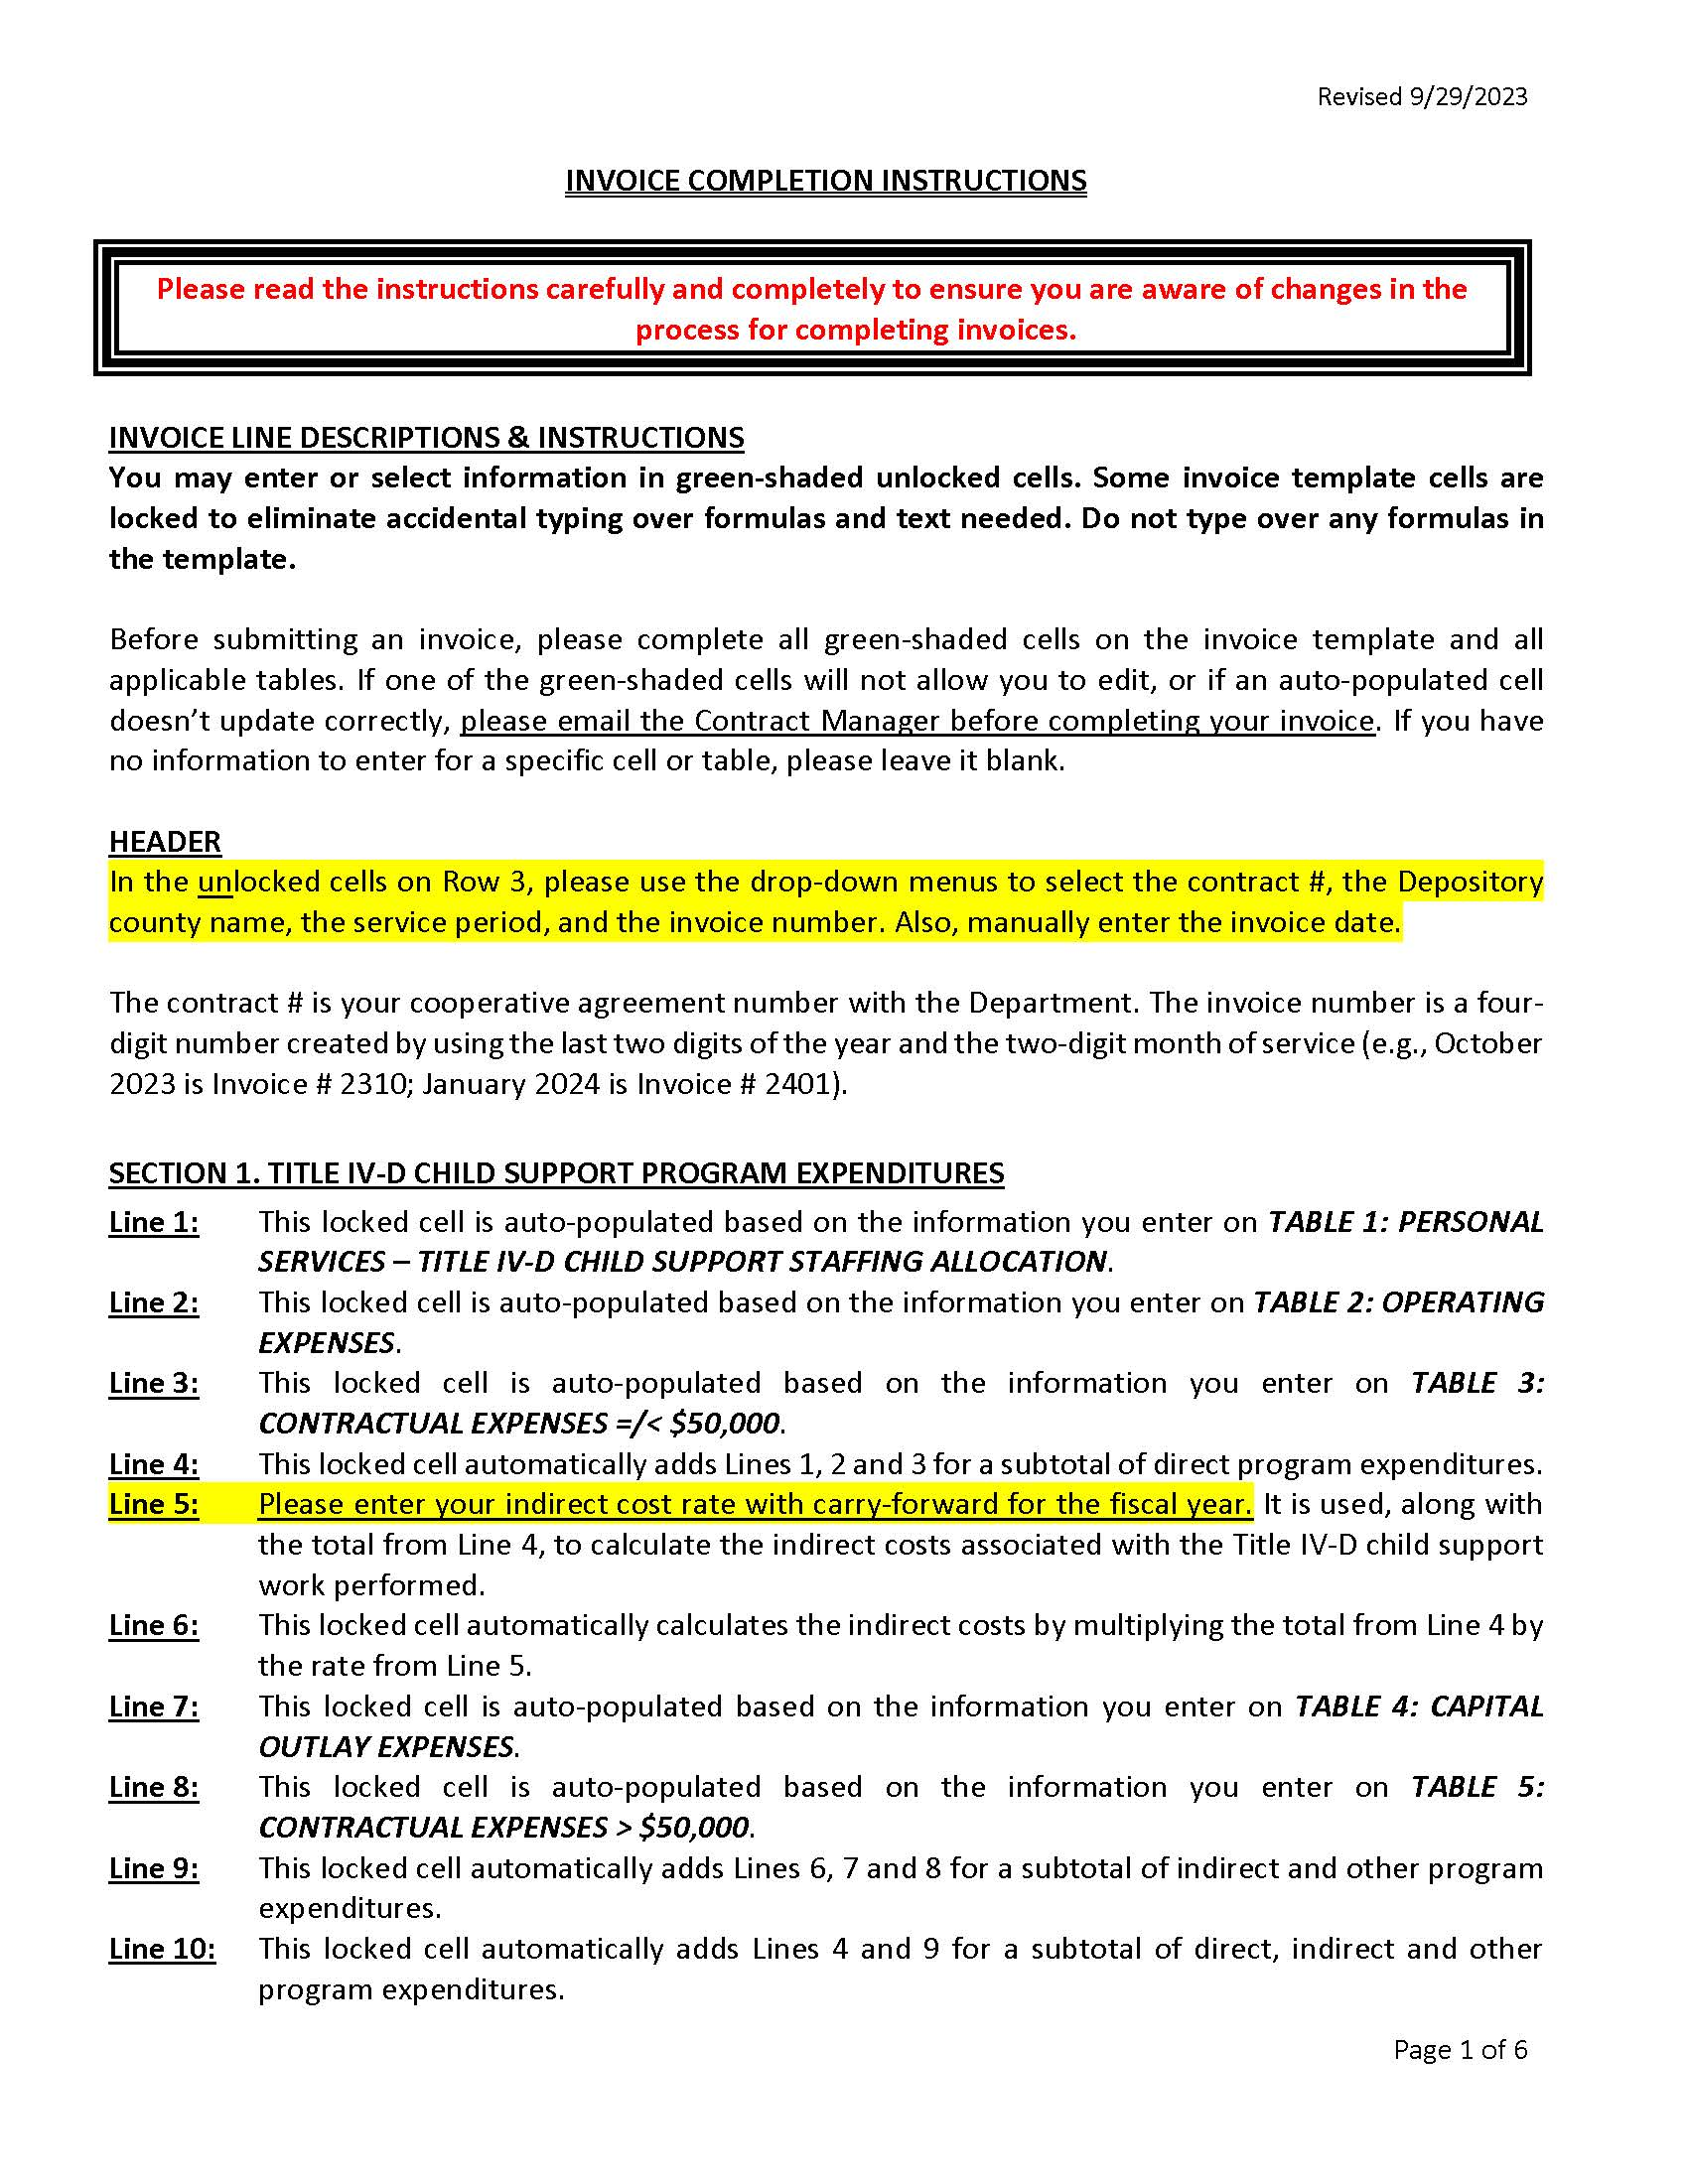 Revised 9/29/2023
INVOICE COMPLETION INSTRUCTIONS
Please read the instructions carefully and completely to ensure you are aware of changes in the
process for completing invoices.
INVOICE LINE DESCRIPTIONS & INSTRUCTIONS
You may enter or select information in green-shaded unlocked cells. Some invoice template cells are
locked to eliminate accidental typing over formulas and text needed. Do not type over any formulas in
the template.
Before submitting an invoice, please complete all green-shaded cells on the invoice template and all
applicable tables. If one of the green-shaded cells will not allow you to edit, or if an auto-populated cell
doesn’t update correctly, please email the Contract Manager before completing your invoice. If you have
no information to enter for a specific cell or table, please leave it blank.
HEADER
In the unlocked cells on Row 3, please use the drop-down menus to select the contract #, the Depository
county name, the service period, and the invoice number. Also, manually enter the invoice date.
The contract # is your cooperative agreement number with the Department. The invoice number is a four-
digit number created by using the last two digits of the year and the two-digit month of service (e.g., October
2023 is Invoice # 2310; January 2024 is Invoice # 2401).
SECTION 1. TITLE IV-D CHILD SUPPORT PROGRAM EXPENDITURES
Line 1: This locked cell is auto-populated based on the information you enter on TABLE 1: PERSONAL
SERVICES – TITLE IV-D CHILD SUPPORT STAFFING ALLOCATION.
Line 2: This locked cell is auto-populated based on the information you enter on TABLE 2: OPERATING
EXPENSES.
Line 3: This locked cell is auto-populated based on the information you enter on TABLE 3:
CONTRACTUAL EXPENSES =/< $50,000.
Line 4: This locked cell automatically adds Lines 1, 2 and 3 for a subtotal of direct program expenditures.
Line 5: Please enter your indirect cost rate with carry-forward for the fiscal year. It is used, along with
the total from Line 4, to calculate the indirect costs associated with the Title IV-D child support
work performed.
Line 6: This locked cell automatically calculates the indirect costs by multiplying the total from Line 4 by
the rate from Line 5.
Line 7: This locked cell is auto-populated based on the information you enter on TABLE 4: CAPITAL
OUTLAY EXPENSES.
Line 8: This locked cell is auto-populated based on the information you enter on TABLE 5:
CONTRACTUAL EXPENSES > $50,000.
Line 9: This locked cell automatically adds Lines 6, 7 and 8 for a subtotal of indirect and other program
expenditures.
Line 10: This locked cell automatically adds Lines 4 and 9 for a subtotal of direct, indirect and other
program expenditures.
Page 1 of 6